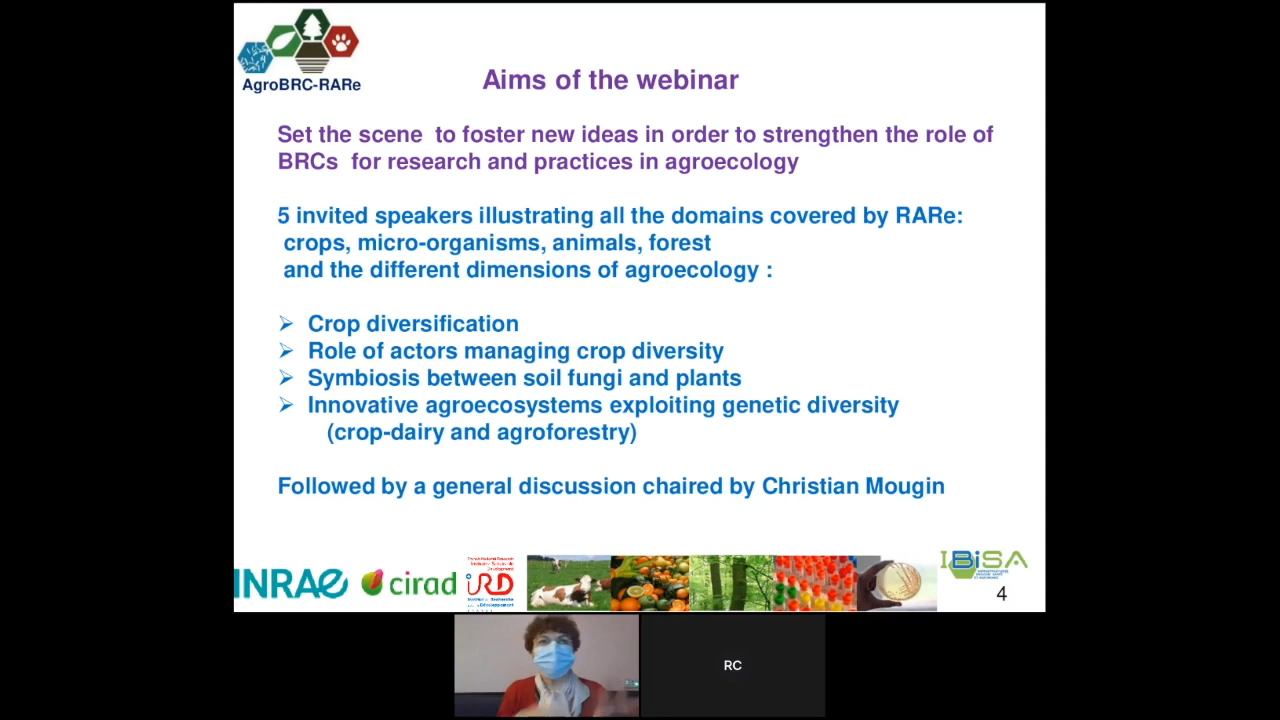 AgroBRC-RARe
Aims of the webinar
Set the scene to foster new ideas in order to strengthen the role of
BRCs for research and practices in agroecology
5 invited speakers illustrating all the domains covered by RARe:
crops, micro-organisms, animals, forest
and the different dimensions of agroecology :
Crop diversification
Role of actors managing crop diversity
Symbiosis between soil fungi and plants
Innovative agroecosystems exploiting genetic diversity
(crop-dairy and agroforestry)
Followed by a general discussion chaired by Christian Mougin
INRAE
cirad
IRD
IBiSA
4
RC